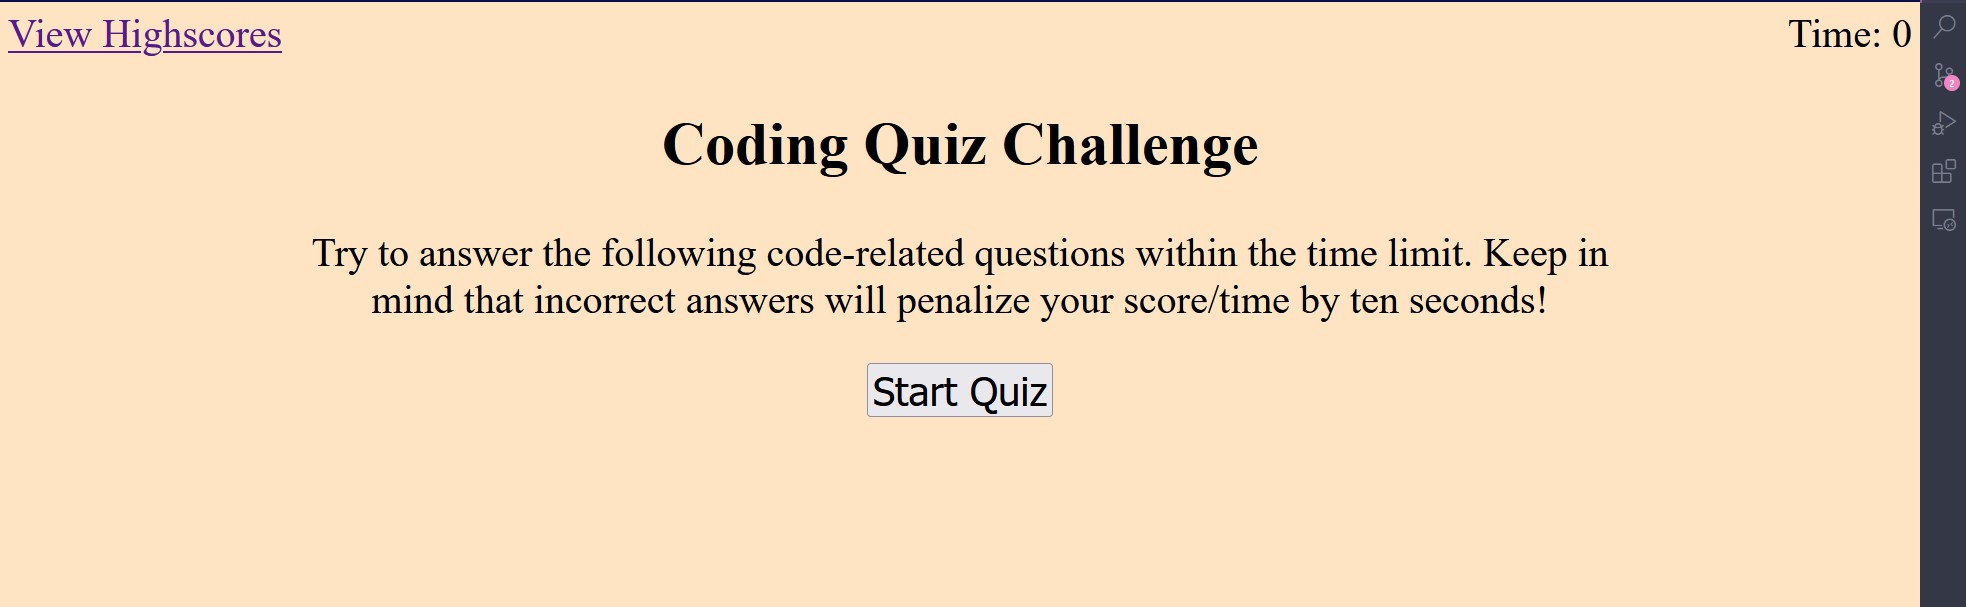 View Highscores
Time: 0
Coding Quiz Challenge
Try to answer the following code-related questions within the time limit. Keep in
mind that incorrect answers will penalize your score/time by ten seconds!
Start Quiz
2